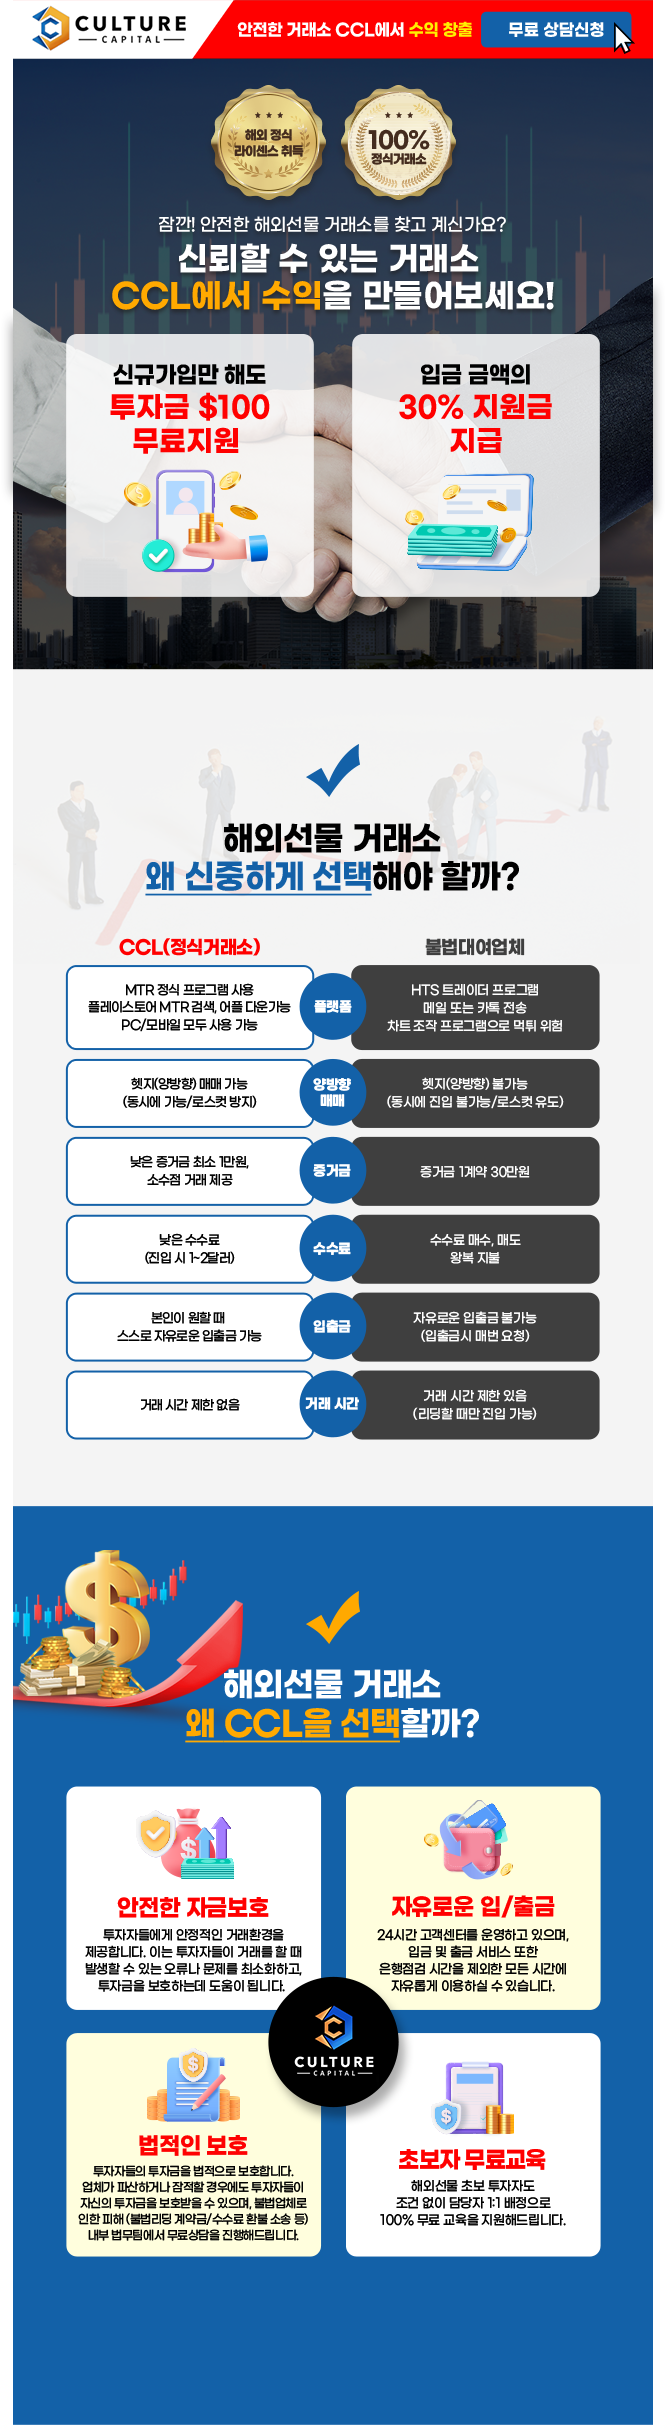 CULTURE
CAPITAL
안전한 거래소 CCL에서 수익 창출
무료 상담신청
해외 정식
라이센스 취득
100%
정식거래소
잠깐! 안전한 해외선물 거래소를 찾고 계신가요?
신뢰할 수 있는 거래소
CCL에서 수익을 만들어보세요!
신규가입만 해도
투자금 $100
무료지원
입금 금액의
30% 지원금
지급
해외선물 거래소
왜 신중하게 선택해야 할까?
CCL(정식거래소)
불법대여업체
MTR 정식 프로그램 사용
플레이스토어 MTR 검색, 어플 다운가능
PC/모바일 모두 사용 가능
플랫폼
HTS 트레이더 프로그램
메일 또는 카톡 전송
차트 조작 프로그램으로 먹튀 위험
헷지(양방향) 매매 가능
(동시에 가능/로스컷 방지)
양방향
매매
헷지(양방향) 불가능
(동시에 진입 불가능/로스컷 유도)
낮은 증거금 최소 1만원,
소수점 거래 제공
증거금
증거금 1계약 30만원
낮은 수수료
(진입 시 1~2달러)
수수료
수수료 매수, 매도
왕복 지불
본인이 원할 때
스스로 자유로운 입출금 가능
입출금
자유로운 입출금 불가능
(입출금시 매번 요청)
거래 시간 제한 없음
거래 시간
거래 시간 제한 있음
(리딩할 때만 진입 가능)
해외선물 거래소
왜 CCL을 선택할까?
안전한 자금보호
투자자들에게 안정적인 거래환경을
제공합니다. 이는 투자자들이 거래를 할 때
발생할 수 있는 오류나 문제를 최소화하고,
투자금을 보호하는데 도움이 됩니다.
자유로운 입/출금
24시간 고객센터를 운영하고 있으며,
입금 및 출금 서비스 또한
은행점검 시간을 제외한 모든 시간에
자유롭게 이용하실 수 있습니다.
CULTURE
CAPITAL
법적인 보호
투자자들의 투자금을 법적으로 보호합니다.
업체가 파산하거나 잠적할 경우에도 투자자들이
자신의 투자금을 보호받을 수 있으며, 불법업체로
인한 피해 (불법리딩 계약금/수수료 환불 소송 등)
내부 법무팀에서 무료상담을 진행해드립니다.
초보자 무료교육
해외선물 초보 투자자도
조건 없이 담당자 1:1 배정으로
100% 무료 교육을 지원해드립니다.